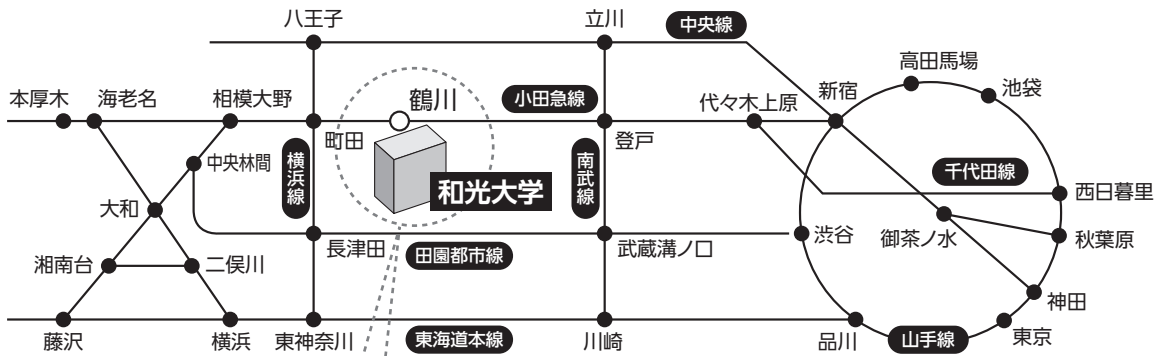 八王子
立川
中央線
高田馬場
池袋
本厚木
海老名
相模大野
鶴川
小田急線
代々木上原
新宿
町田
登戸
中央林間
横浜線
南武線
千代田線
和光大学
西日暮里
大和
渋谷
御茶ノ水
秋葉原
湘南台
二俣川
長津田
田園都市線
武蔵溝ノ口
神田
藤沢
横浜
東神奈川
東海道本線
川崎
品川
山手線
東京